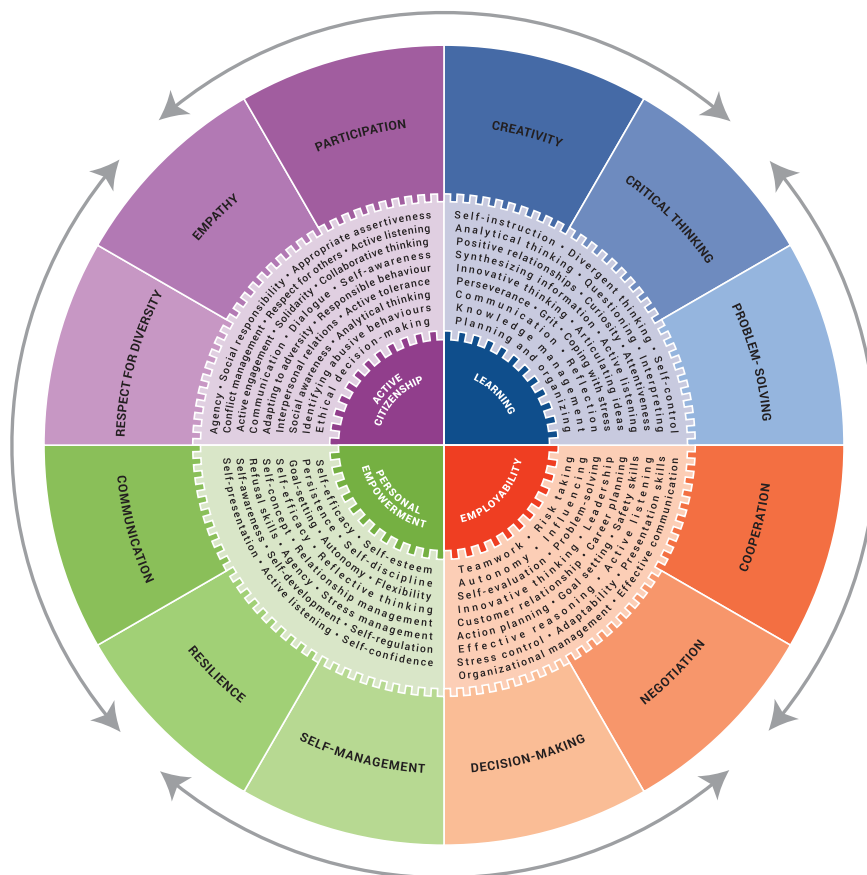 PARTICIPATION
CREATIVITY
EMPATHY
CRITICAL THINKING
RESPECT FOR DIVERSITY
PROBLEM- SOLVING
Agency • Social responsibility • Appropriate assertiveness
Conflict management • Respect for others • Active listening
Active engagement • Solidarity • Collaborative thinking
Communication • Dialogue • Self-awareness
Adapting to adversity • Responsible behaviour
Interpersonal relations • Active tolerance
Social awareness • Analytical thinking
Identifying abusive behaviours
Ethical decision-making
ACTIVE
CITIZENSHIP
Self-instruction • Divergent thinking • Self-control
Analytical thinking • Questioning • Interpreting
Positive relationships • Curiosity • Attentiveness
Synthesizing information • Active listening
Innovative thinking • Articulating ideas
Perseverance • Grit • Coping with stress
Communication • Reflection
Knowledge management
Planning and organizing
LEARNING
PERSONAL
EMPOWERMENT
Self-efficacy • Self-esteem
Persistence • Self-discipline
Goal-setting • Autonomy • Flexibility
Self-efficacy • Reflective thinking
Self-concept • Relationship management
Refusal skills • Agency • Stress management
Self-awareness • Self-development • Self-regulation
Self-presentation • Active listening • Self-confidence
EMPLOYABILITY
Teamwork • Risk taking
Autonomy • Influencing
Self-evaluation • Problem-solving
Innovative thinking • Leadership
Customer relationship • Career planning
Action planning • Goal setting • Safety skills
Effective reasoning • Active listening
Stress control • Adaptability • Presentation skills
Organizational management • Effective communication
COMMUNICATION
COOPERATION
RESILIENCE
NEGOTIATION
SELF-MANAGEMENT
DECISION-MAKING